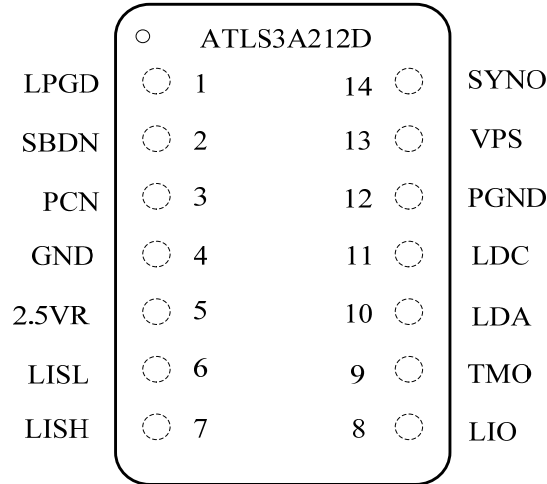 ATLS3A212D
LPGD 1 14 SYNO
SBDN 2 13 VPS
PCN 3 12 PGND
GND 4 11 LDC
2.5VR 5 10 LDA
LISL 6 9 TMO
LISH 7 8 LIO